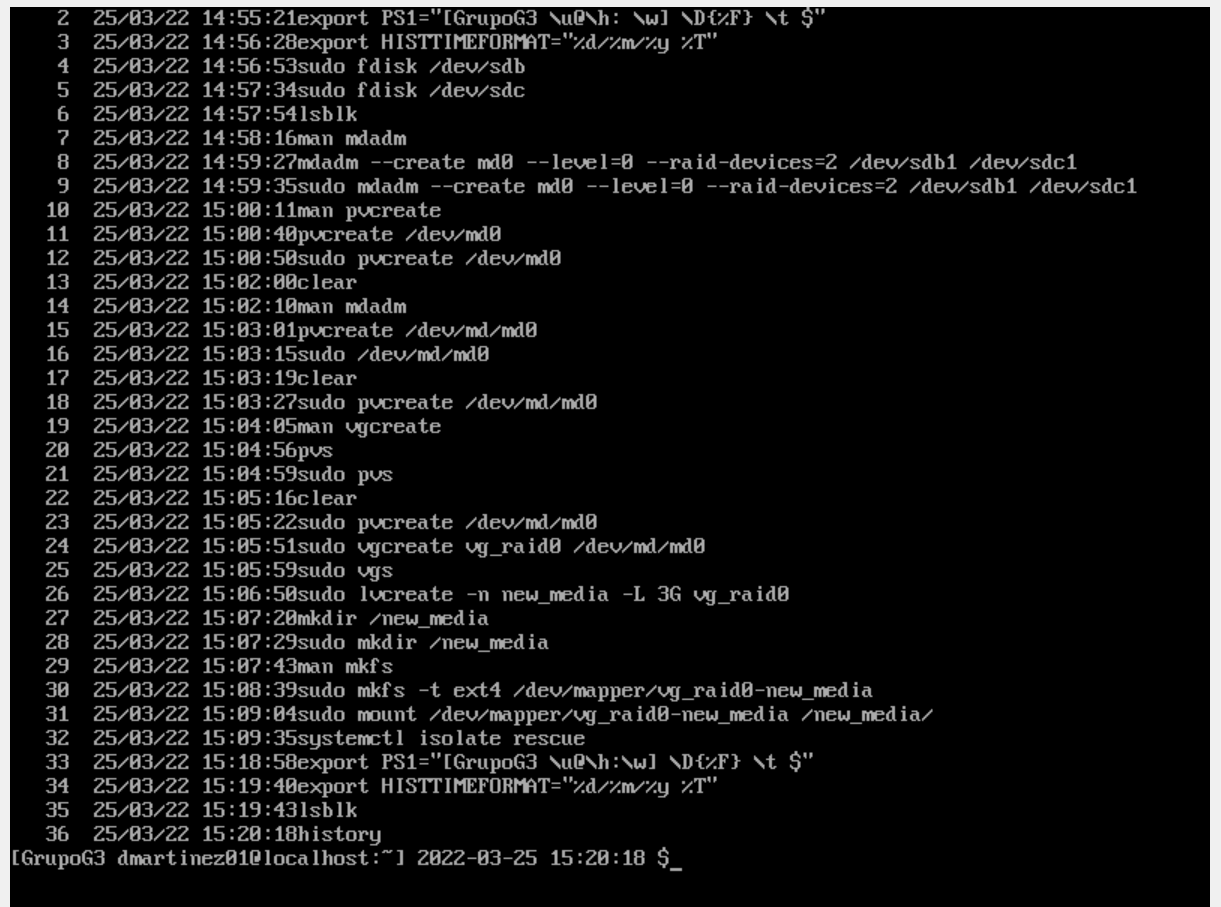 2 25/03/22 14:55:21export PS1="[GrupoG3 \u@\h: \w] \D{%F} \t $"
3 25/03/22 14:56:28export HISTTIMEFORMAT="%d/%m/%y %T"
4 25/03/22 14:56:53sudo fdisk /dev/sdb
5 25/03/22 14:57:34sudo fdisk /dev/sdc
6 25/03/22 14:57:54lsblk
7 25/03/22 14:58:16man mdadm
8 25/03/22 14:59:27mdadm --create md0 --level=0 --raid-devices=2 /dev/sdb1 /dev/sdc1
9 25/03/22 14:59:35sudo mdadm --create md0 --level=0 --raid-devices=2 /dev/sdb1 /dev/sdc1
10 25/03/22 15:00:11man pvcreate
11 25/03/22 15:00:40pvcreate /dev/md0
12 25/03/22 15:00:50sudo pvcreate /dev/md0
13 25/03/22 15:02:00clear
14 25/03/22 15:02:10man mdadm
15 25/03/22 15:03:01pvcreate /dev/md/md0
16 25/03/22 15:03:15sudo /dev/md/md0
17 25/03/22 15:03:19clear
18 25/03/22 15:03:27sudo pvcreate /dev/md/md0
19 25/03/22 15:04:05man vgcreate
20 25/03/22 15:04:56pvs
21 25/03/22 15:04:59sudo pvs
22 25/03/22 15:05:16clear
23 25/03/22 15:05:22sudo pvcreate /dev/md/md0
24 25/03/22 15:05:51sudo vgcreate vg_raid0 /dev/md/md0
25 25/03/22 15:05:59sudo vgs
26 25/03/22 15:06:50sudo lvcreate -n new_media -L 3G vg_raid0
27 25/03/22 15:07:20mkdir /new_media
28 25/03/22 15:07:29sudo mkdir /new_media
29 25/03/22 15:07:43man mkfs
30 25/03/22 15:08:39sudo mkfs -t ext4 /dev/mapper/vg_raid0-new_media
31 25/03/22 15:09:04sudo mount /dev/mapper/vg_raid0-new_media /new_media/
32 25/03/22 15:09:35systemctl isolate rescue
33 25/03/22 15:18:58export PS1="[GrupoG3 \u@\h:\w] \D{%F} \t $"
34 25/03/22 15:19:40export HISTTIMEFORMAT="%d/%m/%y %T"
35 25/03/22 15:19:43lsblk
36 25/03/22 15:20:18history
[GrupoG3 dmartinez01@localhost:~] 2022-03-25 15:20:18 $_